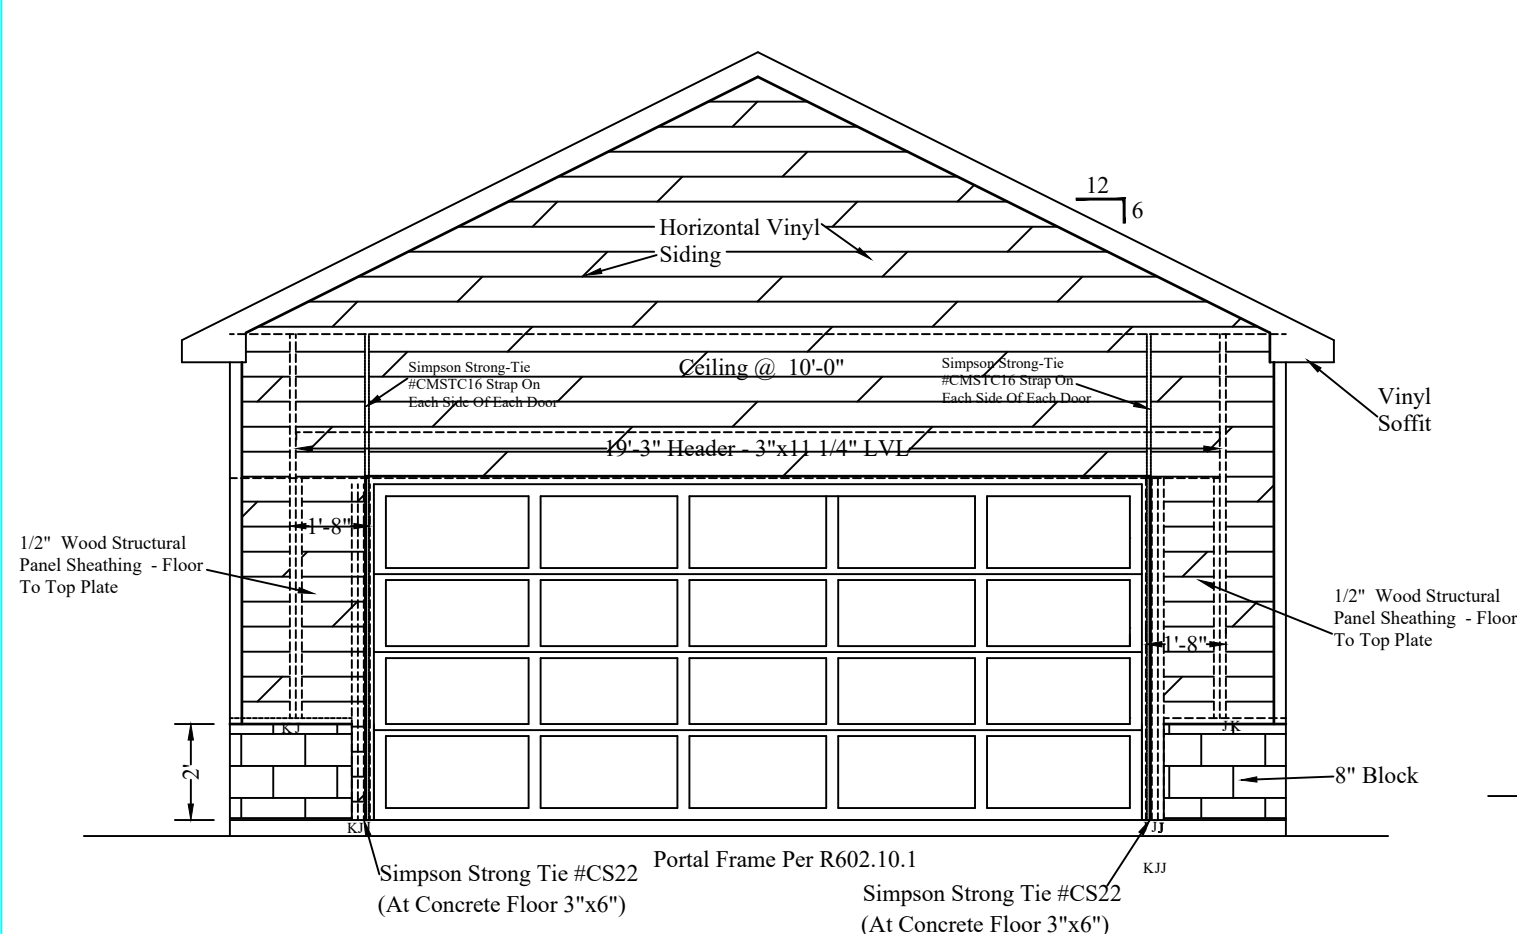 12
6
Horizontal Vinyl
Siding
Simpson Strong-Tie
#CMSTC16 Strap On
Each Side Of Each Door
Ceiling @ 10'-0"
Simpson Strong-Tie
#CMSTC16 Strap On
Each Side Of Each Door
Vinyl
Soffit
19'-3" Header - 3"x11 1/4" LVL
1'-8"
1/2" Wood Structural
Panel Sheathing - Floor
To Top Plate
1/2" Wood Structural
Panel Sheathing - Floor
To Top Plate
1'-8"
KJ
JK
2'
8" Block
KJJ
JJ
Portal Frame Per R602.10.1
KJJ
Simpson Strong Tie #CS22
(At Concrete Floor 3"x6")
Simpson Strong Tie #CS22
(At Concrete Floor 3"x6")